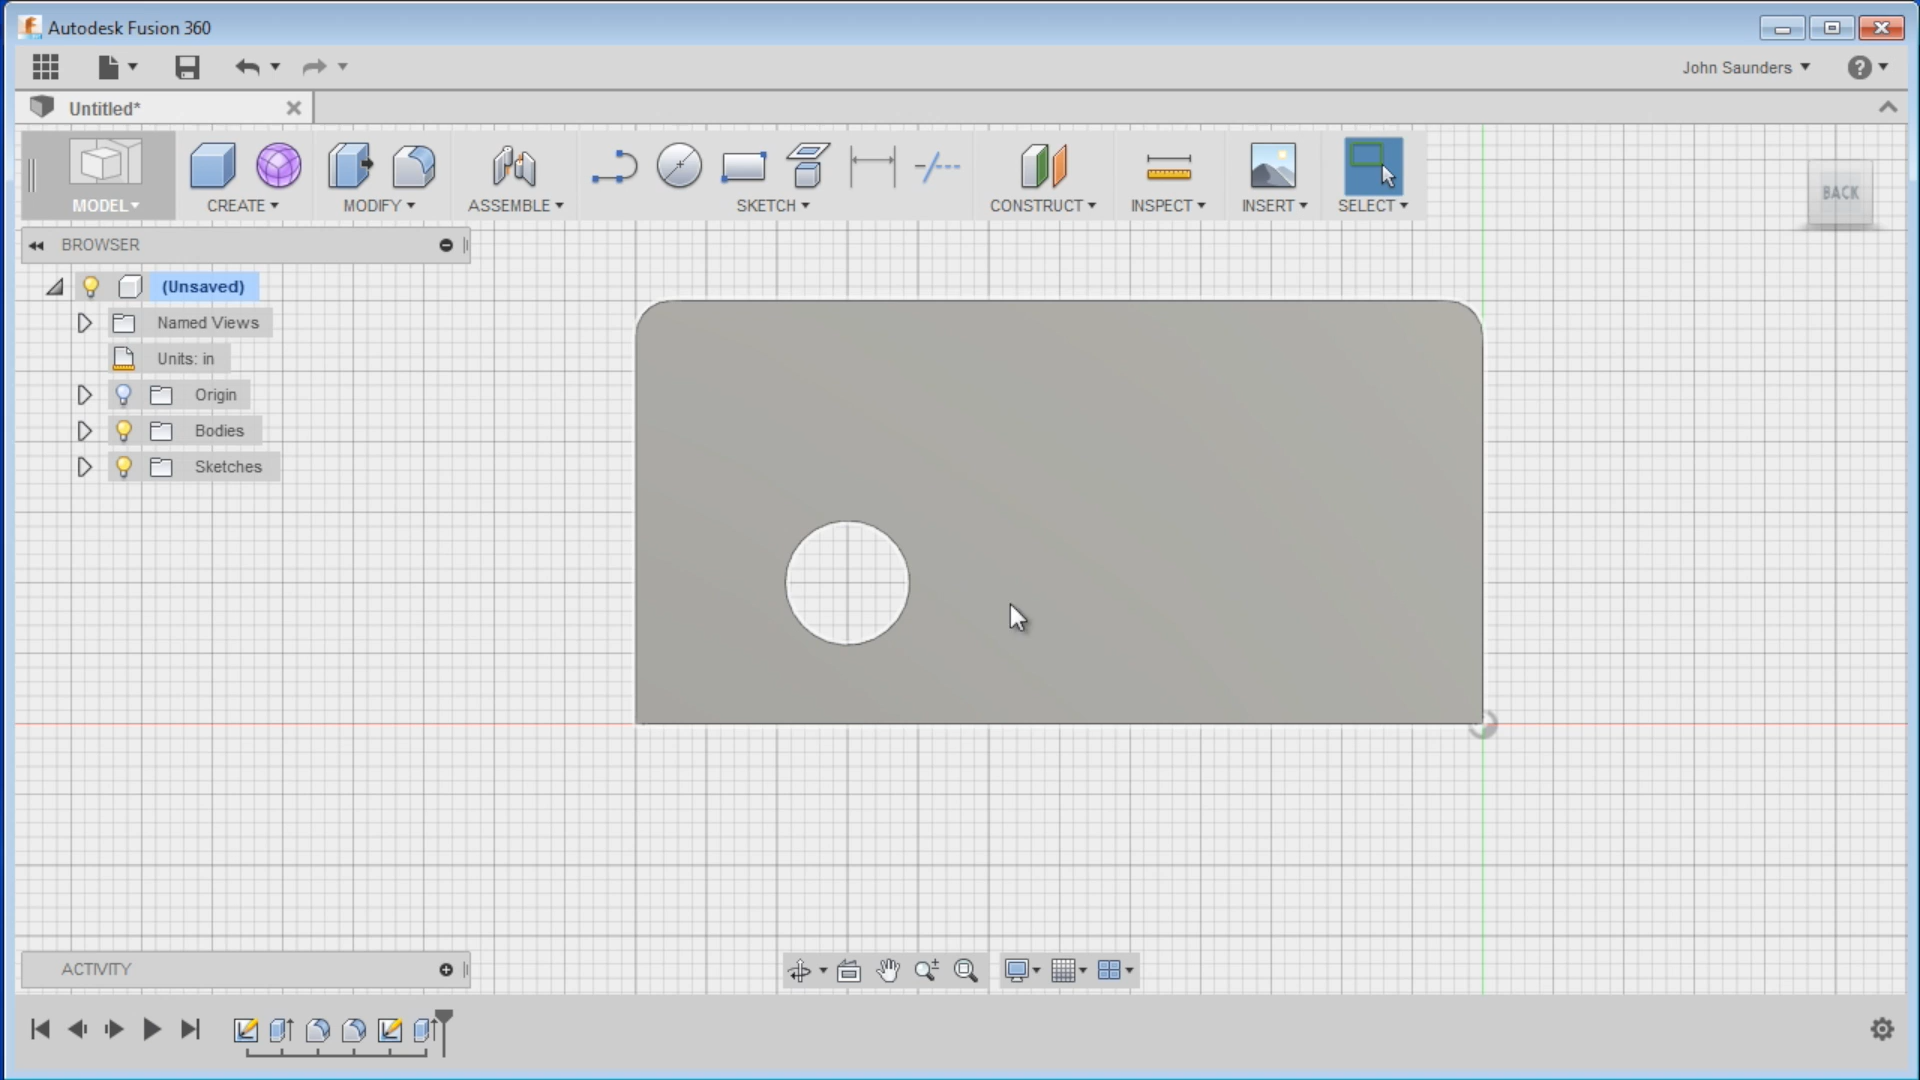 Autodesk Fusion 360
John Saunders
?
Untitled*
MODEL
CREATE
MODIFY
ASSEMBLE
SKETCH
CONSTRUCT
INSPECT
INSERT
SELECT
BACK
BROWSER
(Unsaved)
Named Views
Units: in
Origin
Bodies
Sketches
ACTIVITY